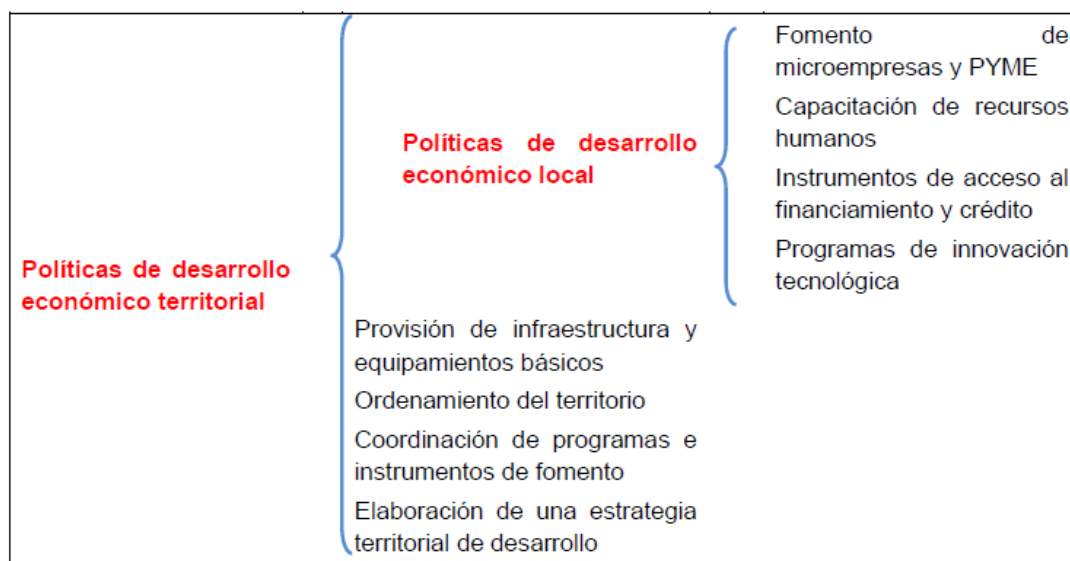 Políticas de desarrollo
económico territorial
Políticas de desarrollo
económico local
Fomento de
microempresas y PYME
Capacitación de recursos
humanos
Instrumentos de acceso al
financiamiento y crédito
Programas de innovación
tecnológica
Provisión de infraestructura y
equipamientos básicos
Ordenamiento del territorio
Coordinación de programas e
instrumentos de fomento
Elaboración de una estrategia
territorial de desarrollo